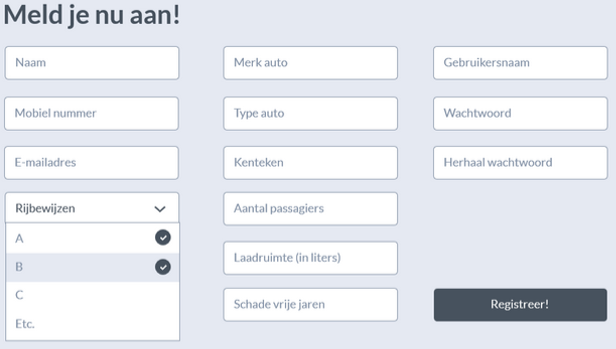 Meld je nu aan!
Naam
Mobiel nummer
E-mailadres
Rijbewijzen
A
B
C
Etc.
Merk auto
Type auto
Kenteken
Aantal passagiers
Laadruimte (in liters)
Schade vrije jaren
Gebruikersnaam
Wachtwoord
Herhaal wachtwoord
Registreer!